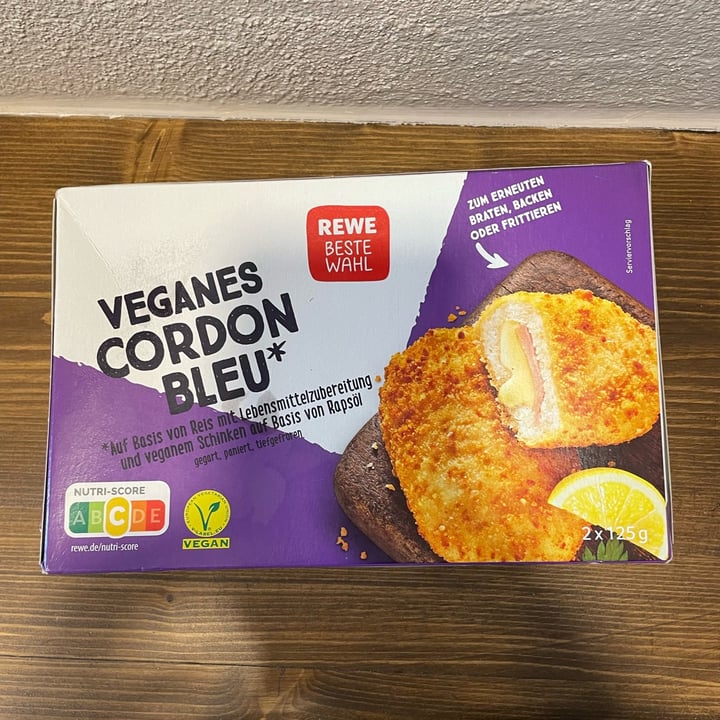 REWE
BESTE
WAHL
ZUM ERNEUTEN
BRATEN, BACKEN
ODER FRITTIEREN
Serviervorschlag
VEGANES
CORDON
BLEU*
*Auf Basis von Reis mit Lebensmittelzubereitung
und veganem Schinken auf Basis von Rapsöl
gegart, paniert, tiefgefroren
NUTRI-SCORE
A B C D E
rewe.de/nutri-score
VEGAN
2 x 125 g